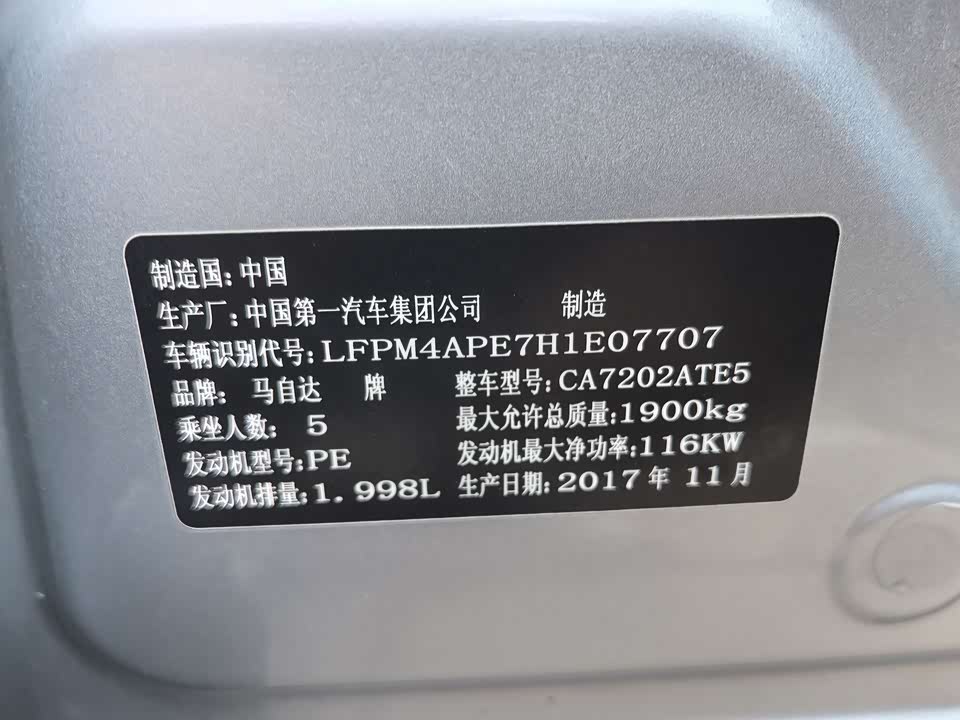 制造国:中国
生产厂:中国第一汽车集团公司 制造
车辆识别代号:LFPM4APE7H1E07707
品牌: 马自达 牌 整车型号:CA7202ATE5
乘坐人数: 5 最大允许总质量:1900kg
发动机型号:PE 发动机最大净功率:116KW
发动机排量:1.998L 生产日期:2017年 11月